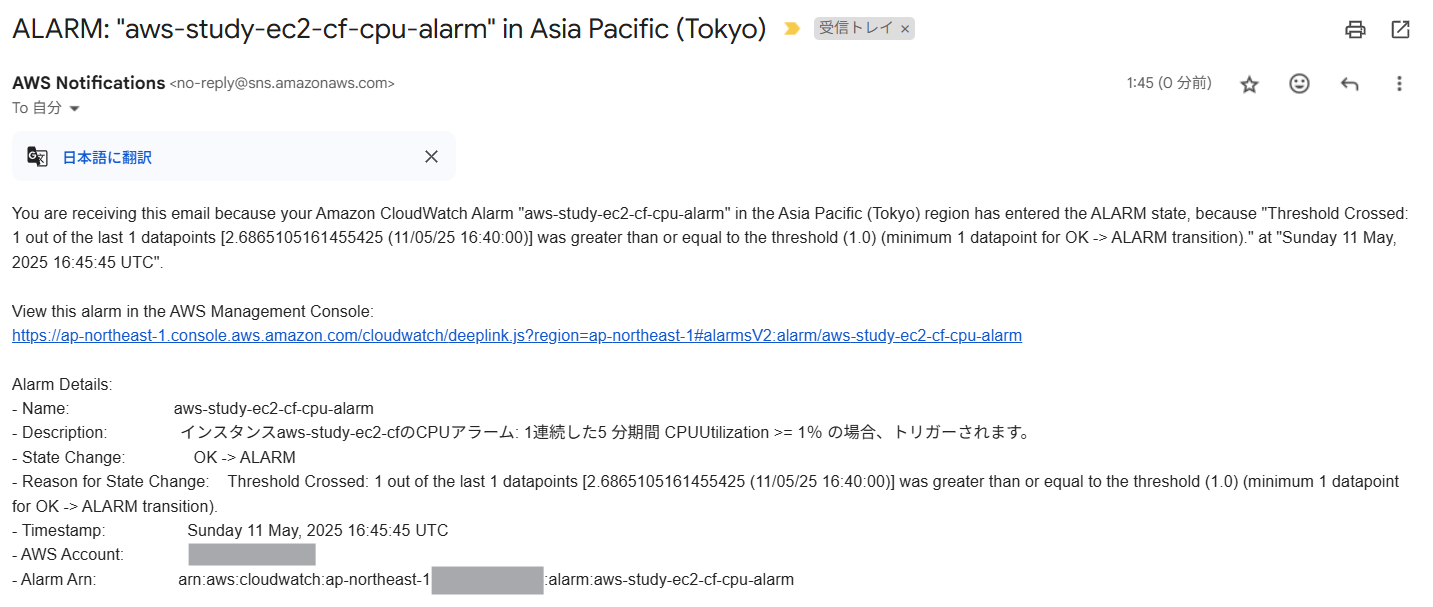 ALARM: "aws-study-ec2-cf-cpu-alarm" in Asia Pacific (Tokyo) 受信トレイ ×
AWS Notifications <no-reply@sns.amazonaws.com> 1:45 (0 分前)
To 自分
日本語に翻訳
You are receiving this email because your Amazon CloudWatch Alarm "aws-study-ec2-cf-cpu-alarm" in the Asia Pacific (Tokyo) region has entered the ALARM state, because "Threshold Crossed:
1 out of the last 1 datapoints [2.6865105161455425 (11/05/25 16:40:00)] was greater than or equal to the threshold (1.0) (minimum 1 datapoint for OK -> ALARM transition)." at "Sunday 11 May,
2025 16:45:45 UTC".
View this alarm in the AWS Management Console:
https://ap-northeast-1.console.aws.amazon.com/cloudwatch/deeplink.js?region=ap-northeast-1#alarmsV2:alarm/aws-study-ec2-cf-cpu-alarm
Alarm Details:
- Name: aws-study-ec2-cf-cpu-alarm
- Description: インスタンスaws-study-ec2-cfのCPUアラーム: 1連続した5 分期間 CPUUtilization >= 1% の場合、トリガーされます。
- State Change: OK -> ALARM
- Reason for State Change: Threshold Crossed: 1 out of the last 1 datapoints [2.6865105161455425 (11/05/25 16:40:00)] was greater than or equal to the threshold (1.0) (minimum 1 datapoint
for OK -> ALARM transition).
- Timestamp: Sunday 11 May, 2025 16:45:45 UTC
- AWS Account:
- Alarm Arn: arn:aws:cloudwatch:ap-northeast-1 :alarm:aws-study-ec2-cf-cpu-alarm